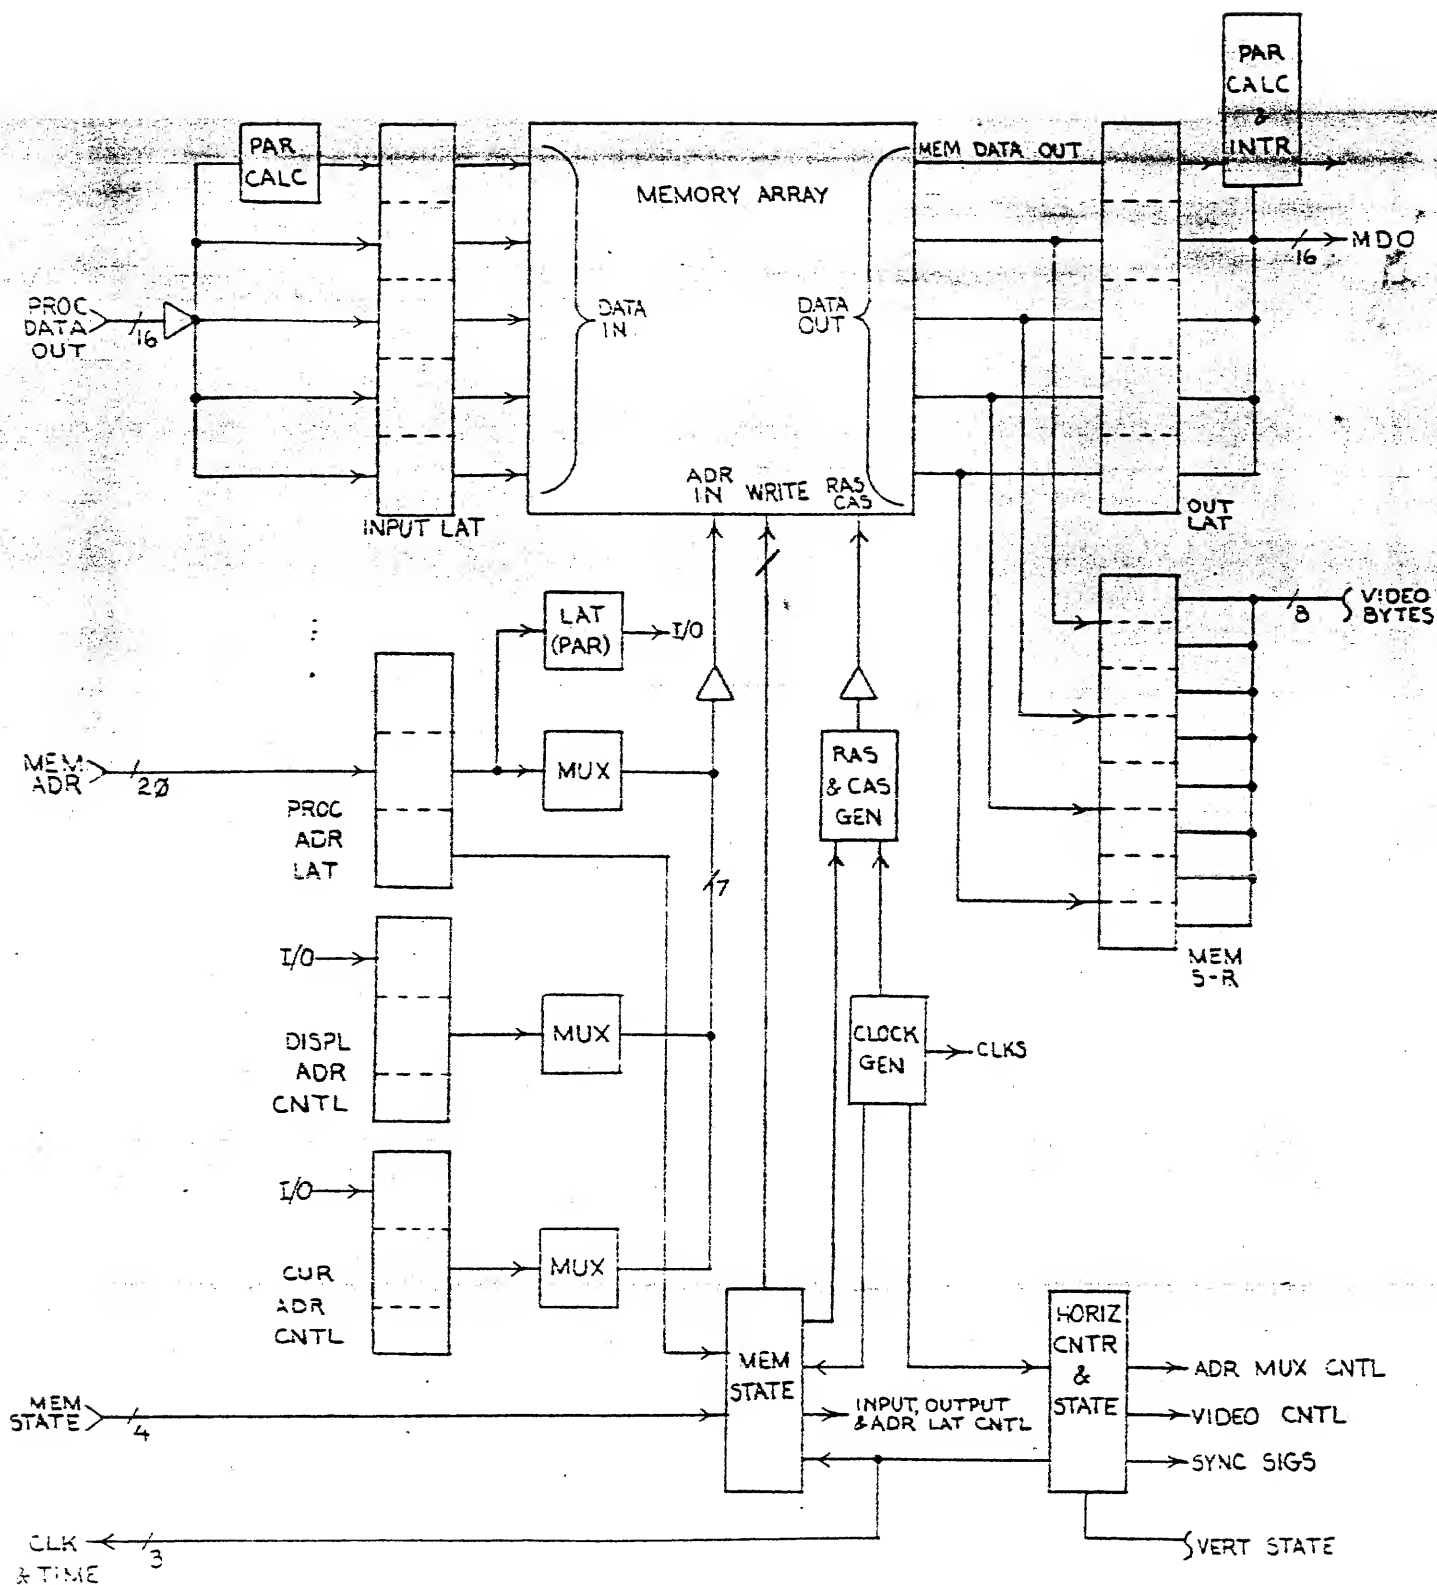 PAR
CALC
&
INTR
PAR
CALC
MEM DATA OUT
MEMORY ARRAY
16
MDO
PROC
DATA
OUT
16
DATA
IN
DATA
OUT
ADR
IN
WRITE
RAS
CAS
INPUT LAT
OUT
LAT
LAT
(PAR)
I/O
8
VIDEO
BYTES
MEM
ADR
20
MUX
RAS
& CAS
GEN
PROC
ADR
LAT
7
I/O
MEM
S-R
DISPL
ADR
CNTL
MUX
CLOCK
GEN
CLKS
I/O
CUR
ADR
CNTL
MUX
HORIZ
CNTR
&
STATE
MEM
STATE
ADR MUX CNTL
MEM
STATE
4
INPUT, OUTPUT
& ADR LAT CNTL
VIDEO CNTL
SYNC SIGS
CLK
& TIME
3
VERT STATE